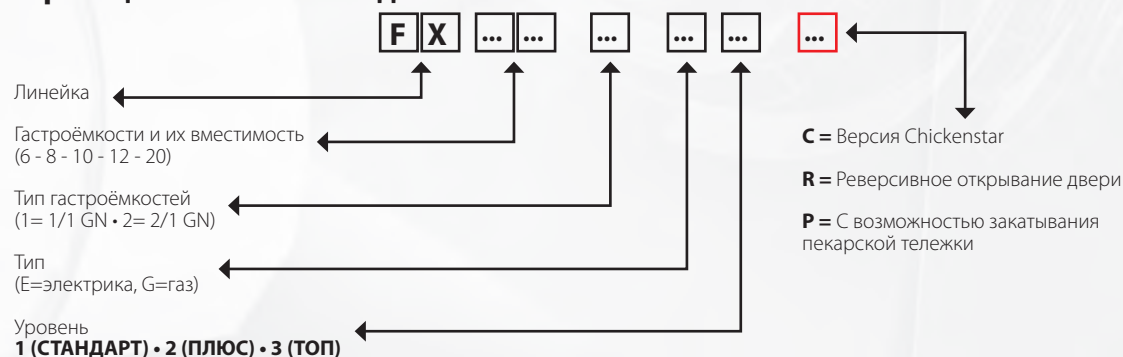 F X ... ... ... ... ... ...
Линейка
Гастроёмкости и их вместимость
(6 - 8 - 10 - 12 - 20)
Тип гастроёмкостей
(1= 1/1 GN • 2= 2/1 GN)
Тип
(E=электрика, G=газ)
Уровень
1 (СТАНДАРТ) • 2 (ПЛЮС) • 3 (ТОП)
C = Версия Chickenstar
R = Реверсивное открывание двери
P = С возможностью закатывания
пекарской тележки